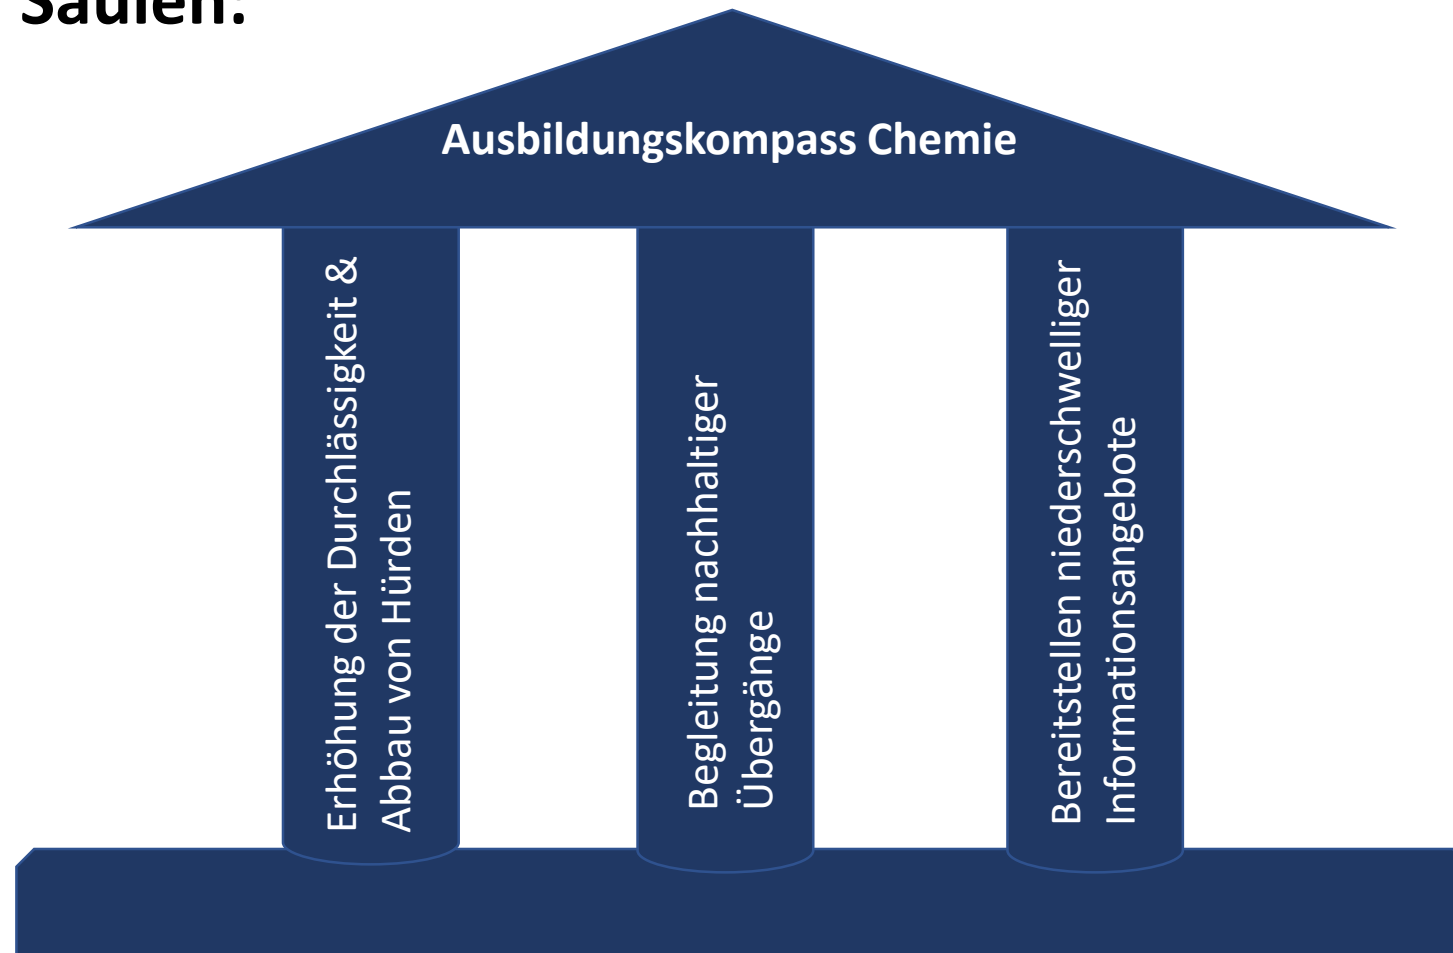 Säulen:
Ausbildungskompass Chemie
Erhöhung der Durchlässigkeit &
Abbau von Hürden
Begleitung nachhaltiger
Übergänge
Bereitstellen niederschwelliger
Informationsangebote